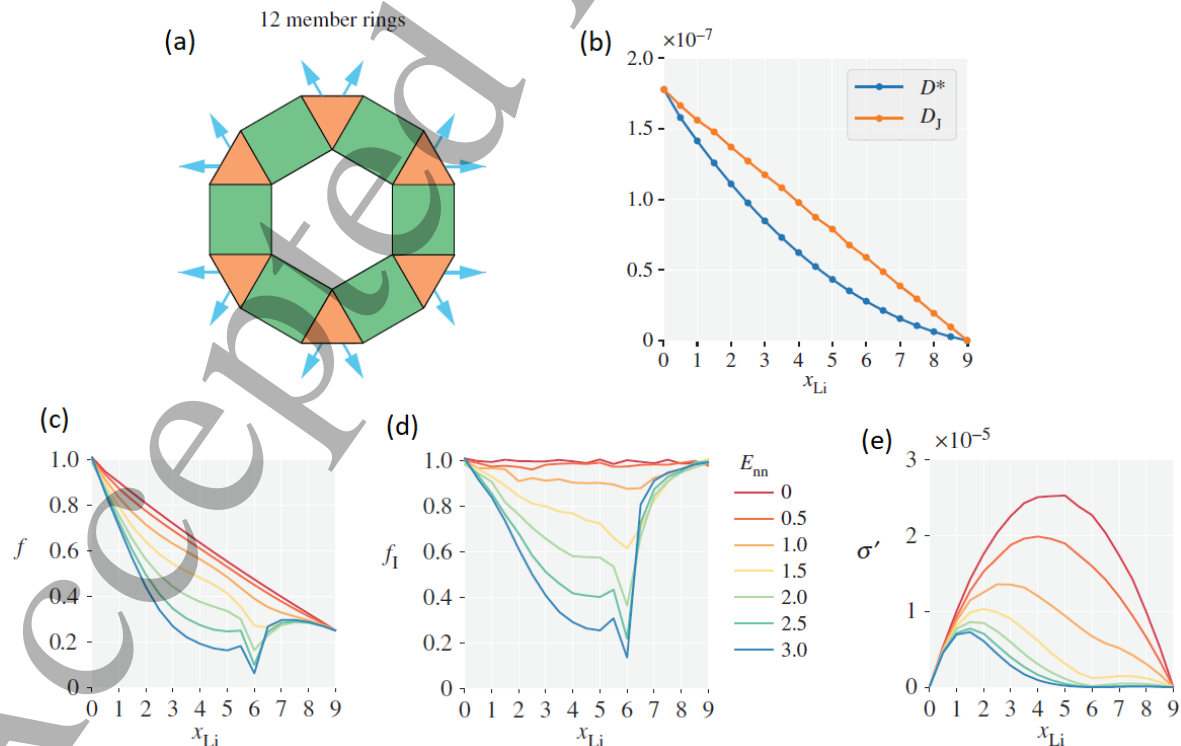 12 member rings
(a)
(b)
×10⁻⁷
2.0
1.5
1.0
0.5
0
D*
D_J
0 1 2 3 4 5 6 7 8 9
x_Li
(c)
1.0
0.8
0.6
0.4
0.2
0
f
0 1 2 3 4 5 6 7 8 9
x_Li
(d)
1.0
0.8
0.6
0.4
0.2
0
f_I
0 1 2 3 4 5 6 7 8 9
x_Li
E_nn
0
0.5
1.0
1.5
2.0
2.5
3.0
(e)
×10⁻⁵
3
2
1
0
σ′
0 1 2 3 4 5 6 7 8 9
x_Li
ccepted